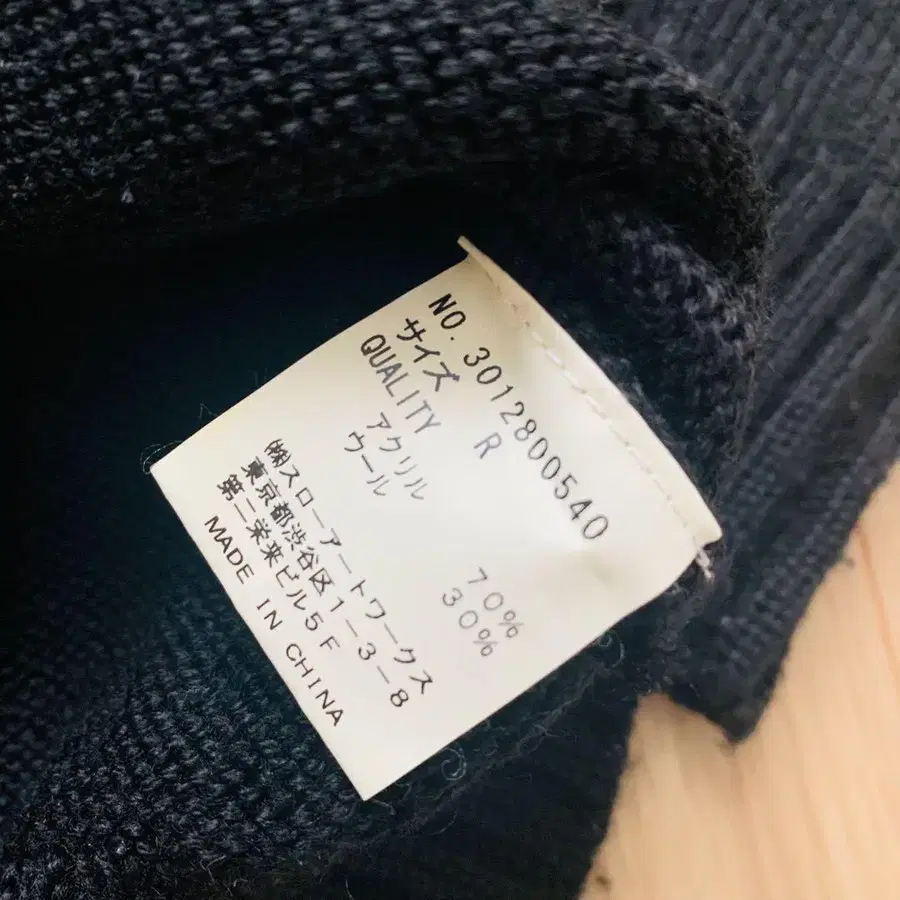 NO. 3012800540
サイズ R
QUALITY
アクリル 70%
ウール 30%
㈱スローアートワークス
東京都渋谷区1-3-8
第二栄来ビル5F
MADE IN CHINA